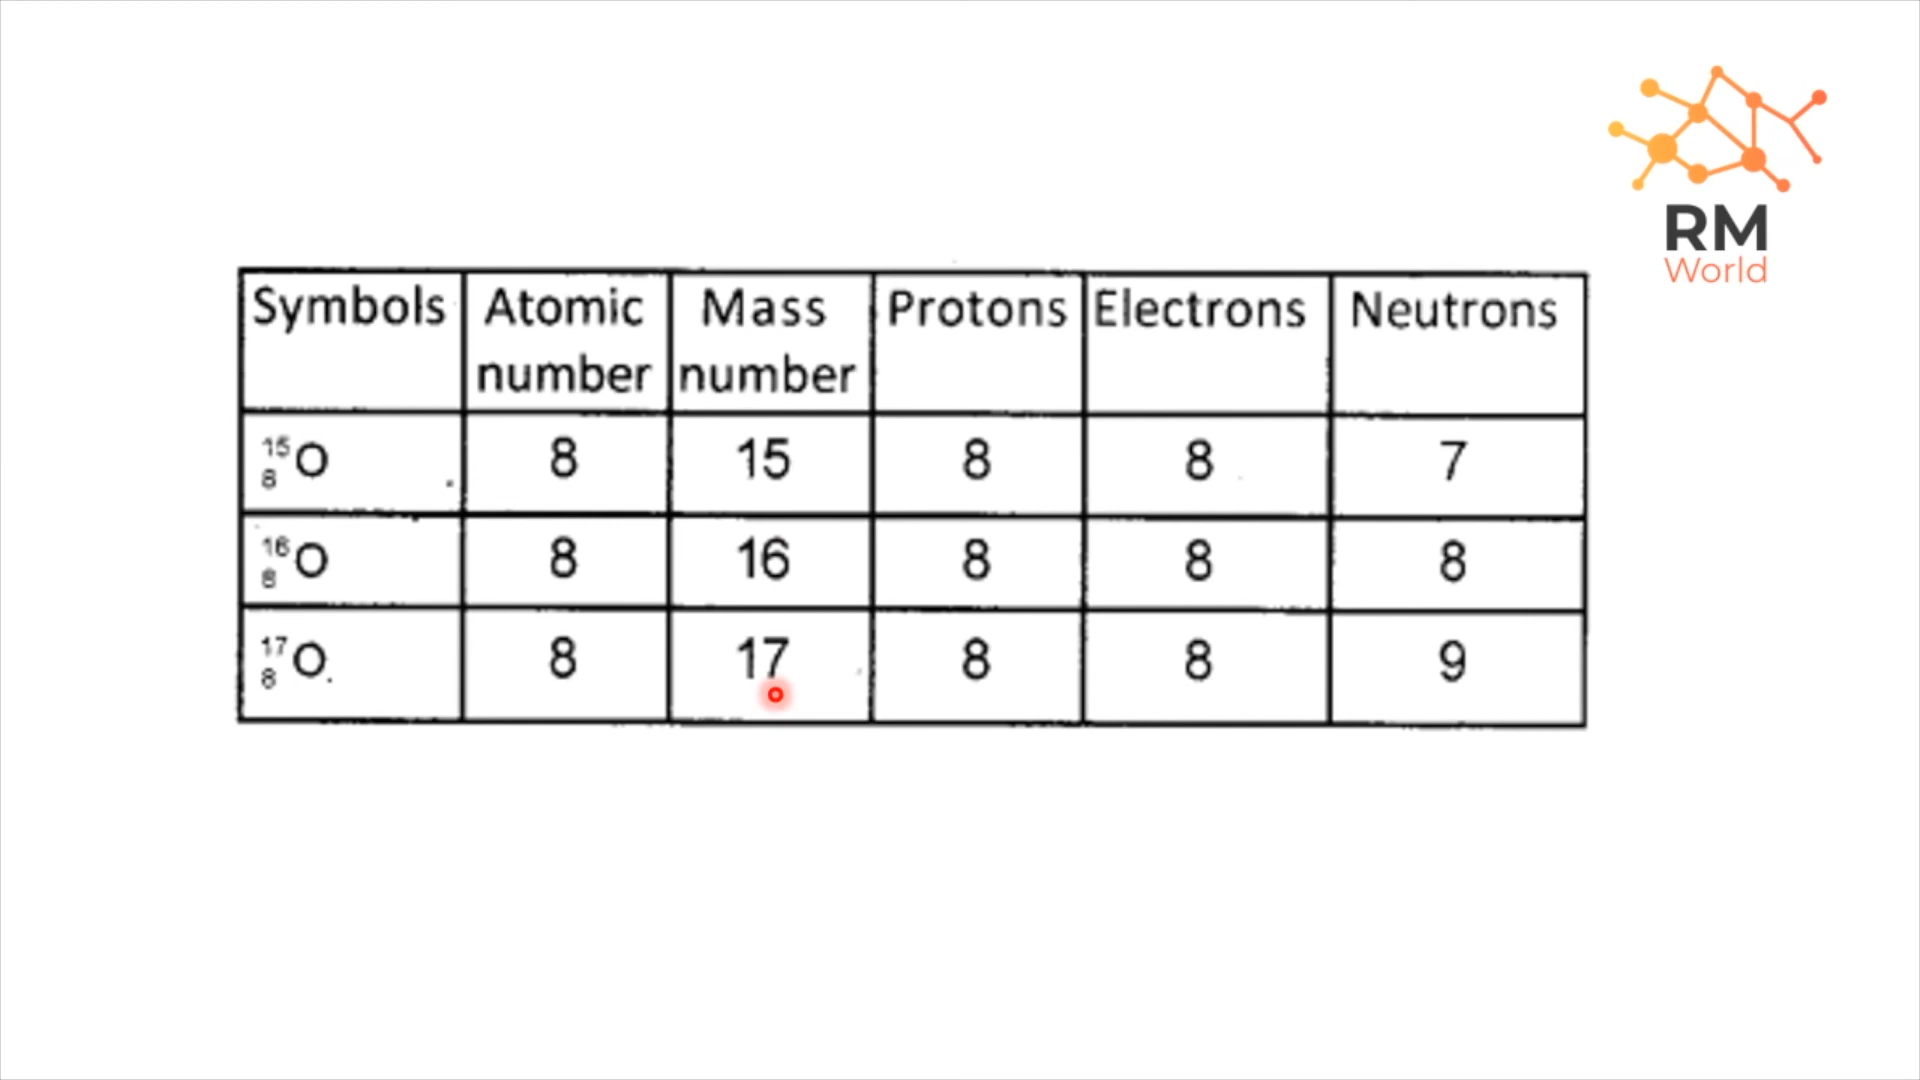 RM
World
Symbols Atomic number Mass number Protons Electrons Neutrons
15 8 O 8 15 8 8 7
16 8 O 8 16 8 8 8
17 8 O. 8 17 8 8 9